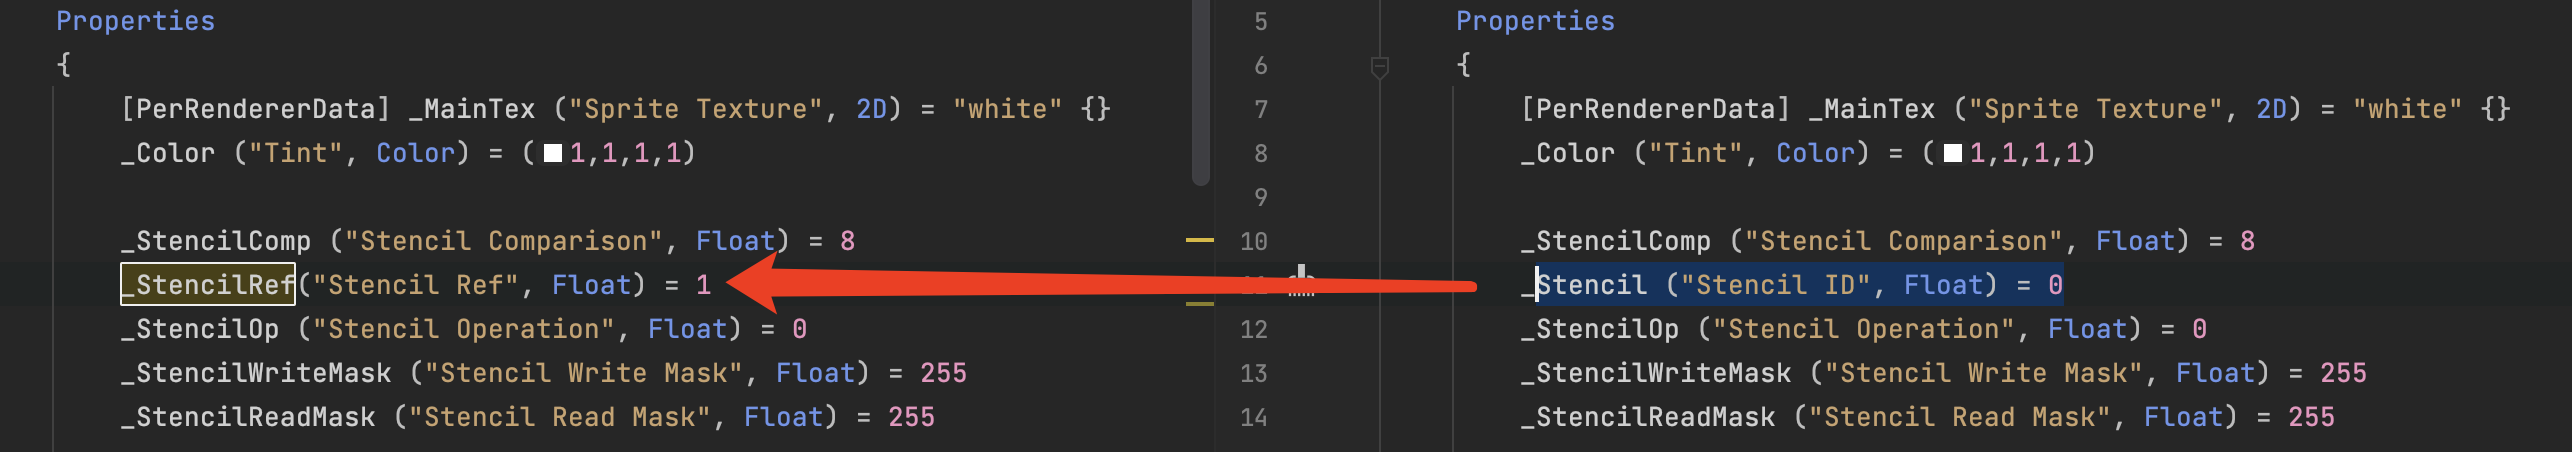 Properties
{
[PerRendererData] _MainTex ("Sprite Texture", 2D) = "white" {}
_Color ("Tint", Color) = (1,1,1,1)
_StencilComp ("Stencil Comparison", Float) = 8
_StencilRef("Stencil Ref", Float) = 1
_StencilOp ("Stencil Operation", Float) = 0
_StencilWriteMask ("Stencil Write Mask", Float) = 255
_StencilReadMask ("Stencil Read Mask", Float) = 255
5 Properties
6 {
7 [PerRendererData] _MainTex ("Sprite Texture", 2D) = "white" {}
8 _Color ("Tint", Color) = (1,1,1,1)
9
10 _StencilComp ("Stencil Comparison", Float) = 8
_Stencil ("Stencil ID", Float) = 0
12 _StencilOp ("Stencil Operation", Float) = 0
13 _StencilWriteMask ("Stencil Write Mask", Float) = 255
14 _StencilReadMask ("Stencil Read Mask", Float) = 255